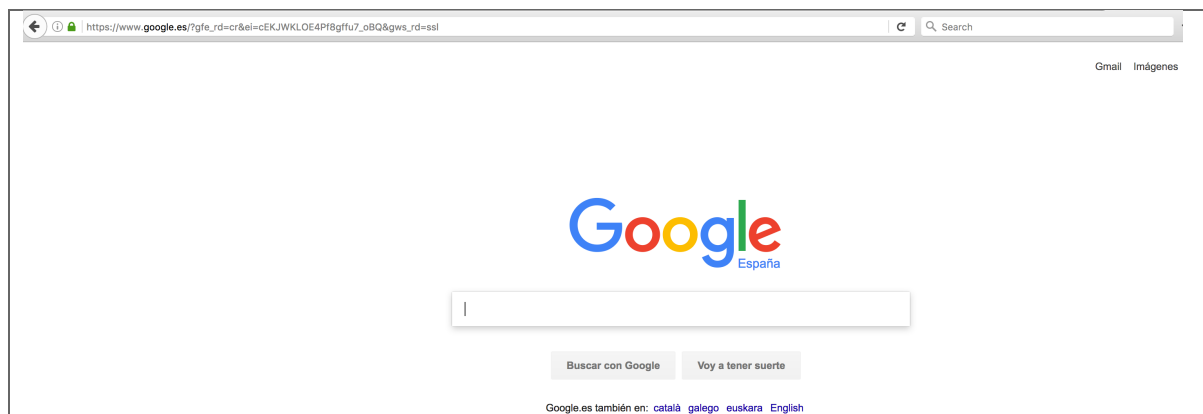 https://www.google.es/?gfe_rd=cr&ei=cEKJWKLOE4Pf8gffu7_oBQ&gws_rd=ssl
Search
Gmail Imágenes
Google
España
Buscar con Google Voy a tener suerte
Google.es también en: català galego euskara English